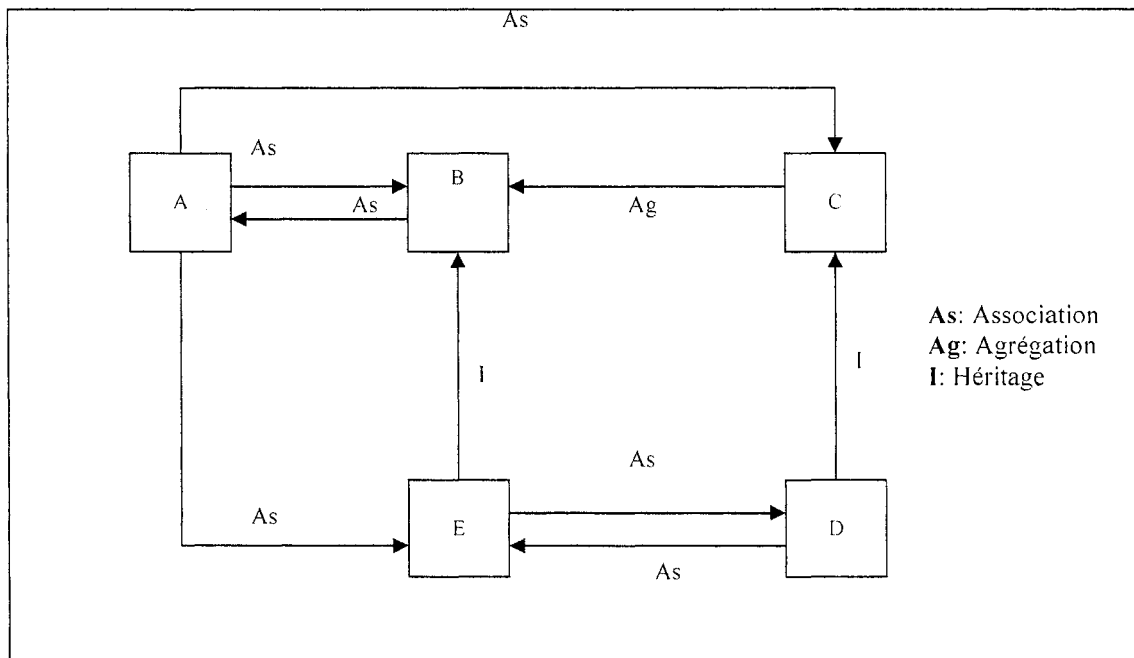 As
As
A
B
As
Ag
C
As: Association
Ag: Agrégation
I: Héritage
I
I
As
As
E
D
As